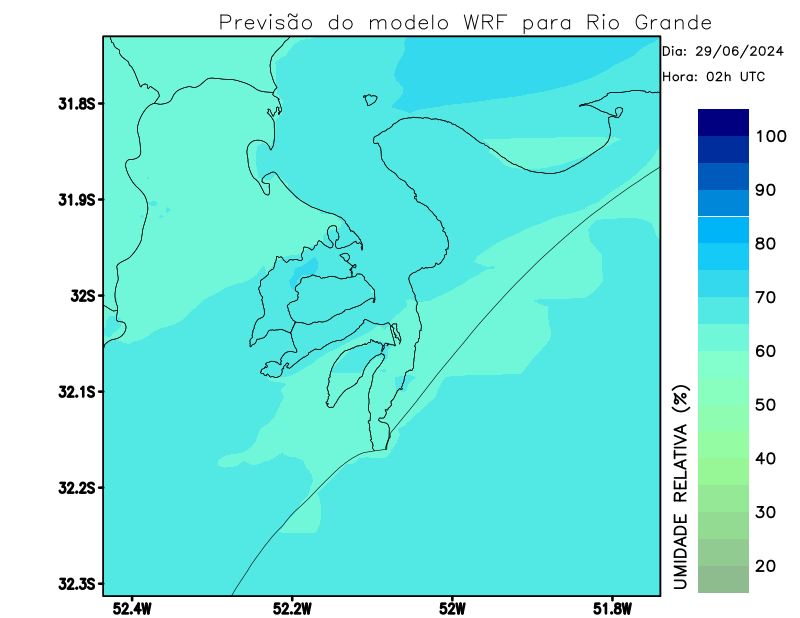 Previsão do modelo WRF para Rio Grande
Dia: 29/06/2024
Hora: 02h UTC
31.8S
31.9S
32S
32.1S
32.2S
32.3S
52.4W
52.2W
52W
51.8W
UMIDADE RELATIVA (%)
100
90
80
70
60
50
40
30
20